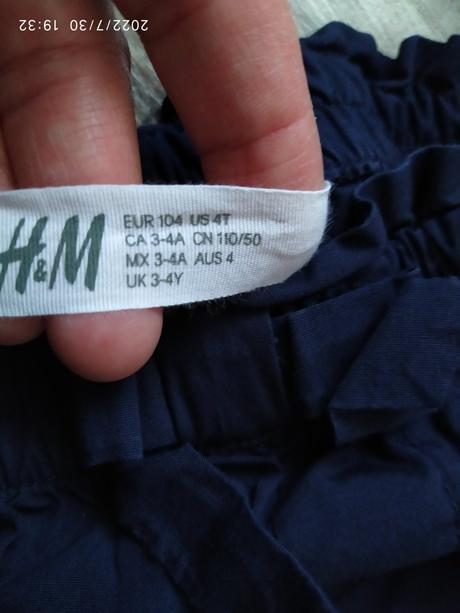 2022/7/30 19:32
H&M
EUR 104 US 4T
CA 3-4A CN 110/50
MX 3-4A AUS 4
UK 3-4Y